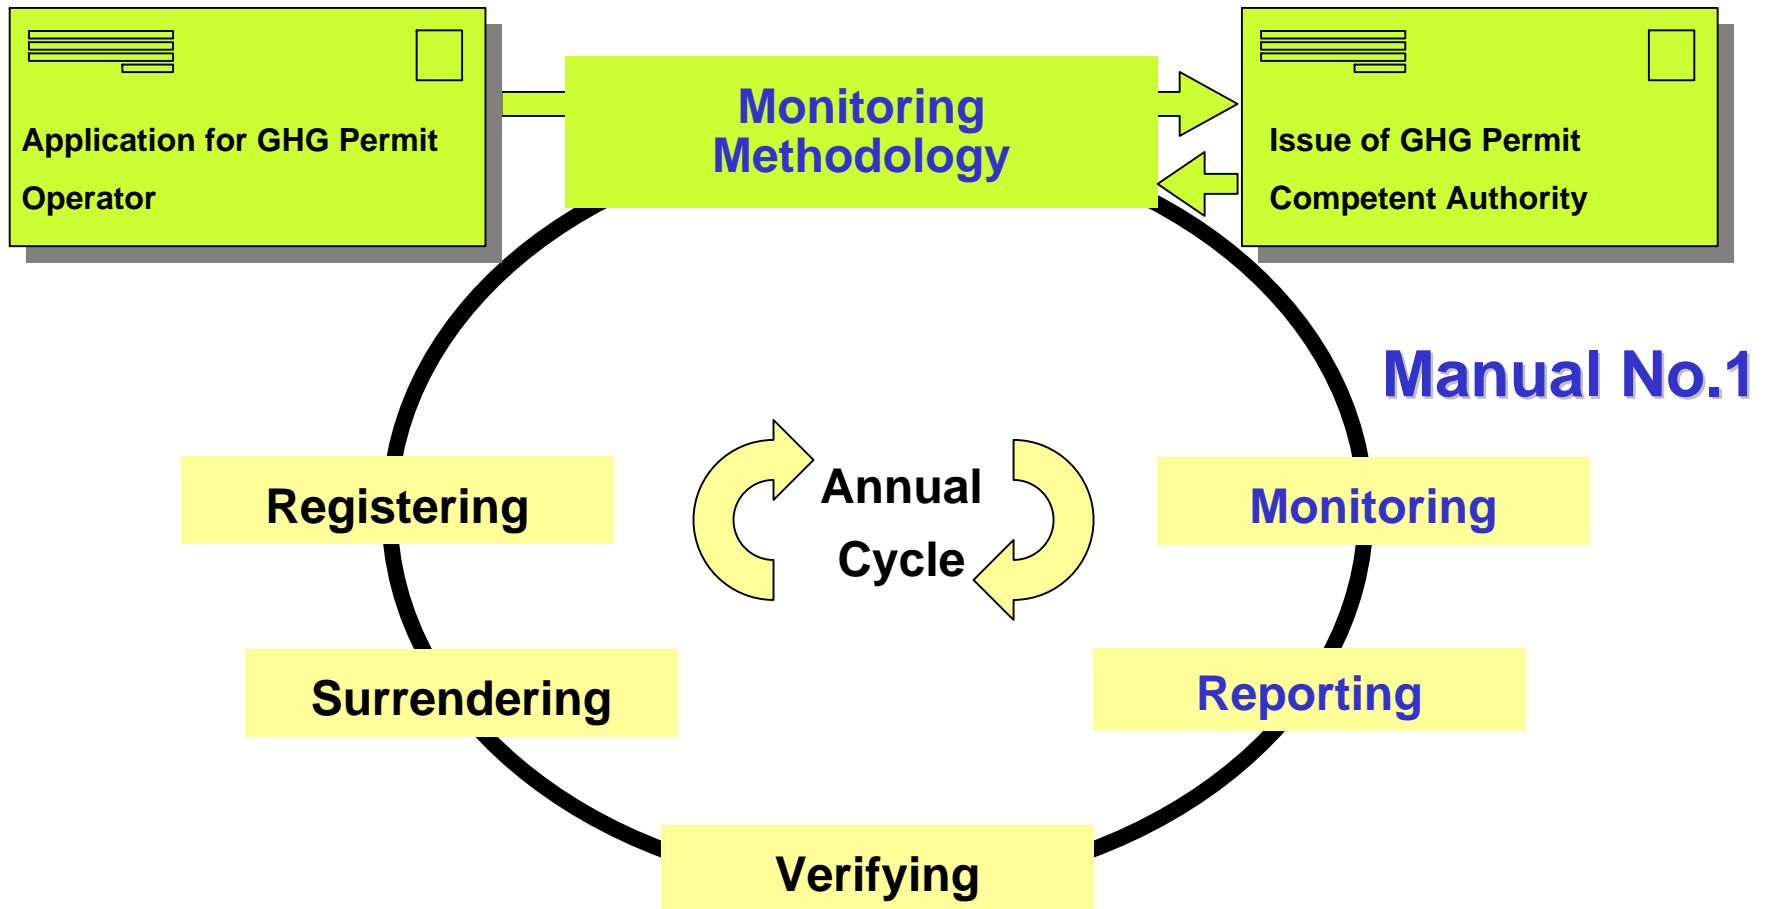 Application for GHG Permit
Operator
Monitoring
Methodology
Issue of GHG Permit
Competent Authority
Manual No.1
Annual
Cycle
Registering
Monitoring
Surrendering
Reporting
Verifying